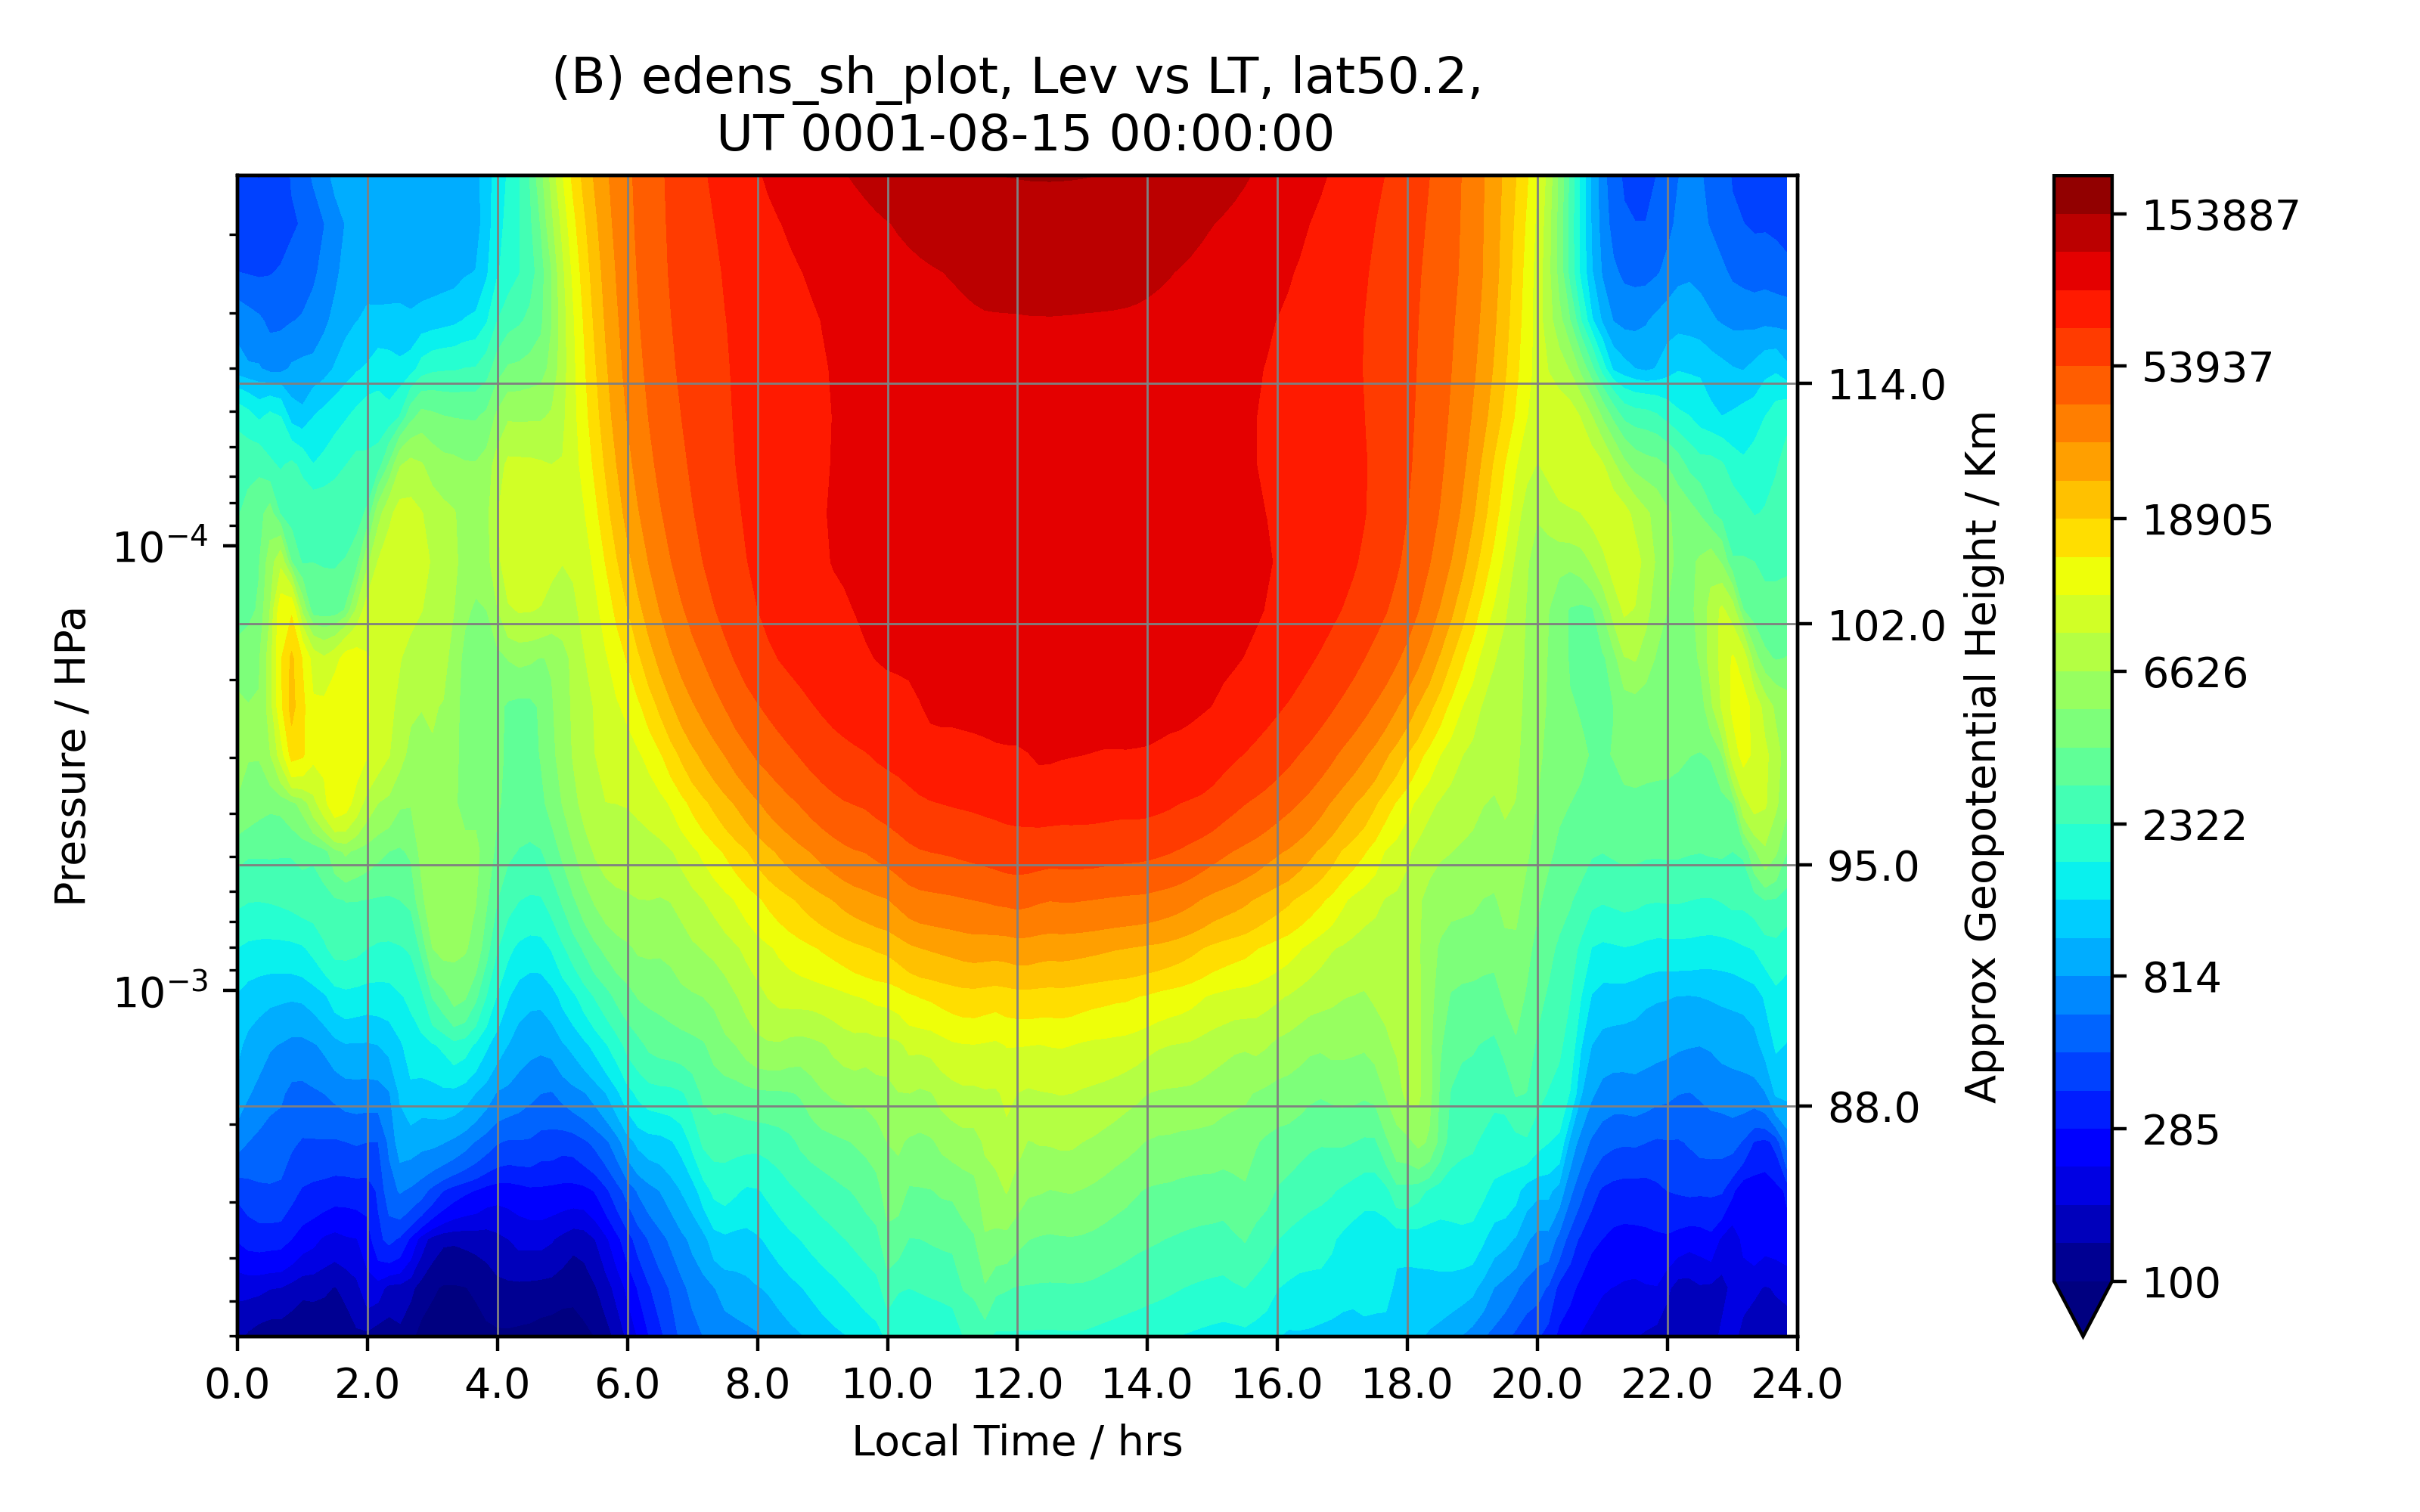 (B) edens_sh_plot, Lev vs LT, lat50.2,
UT 0001-08-15 00:00:00
Pressure / HPa
10⁻⁴
10⁻³
114.0
102.0
95.0
88.0
Approx Geopotential Height / Km
153887
53937
18905
6626
2322
814
285
100
0.0 2.0 4.0 6.0 8.0 10.0 12.0 14.0 16.0 18.0 20.0 22.0 24.0
Local Time / hrs